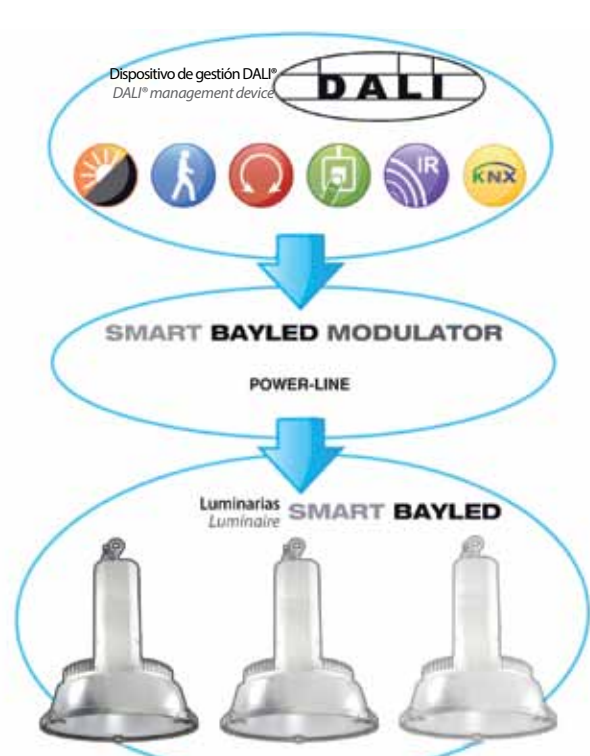 Dispositivo de gestión DALI®
DALI® management device
DALI
IR
KNX
SMART BAYLED MODULATOR
POWER-LINE
Luminarias
Luminaire
SMART BAYLED